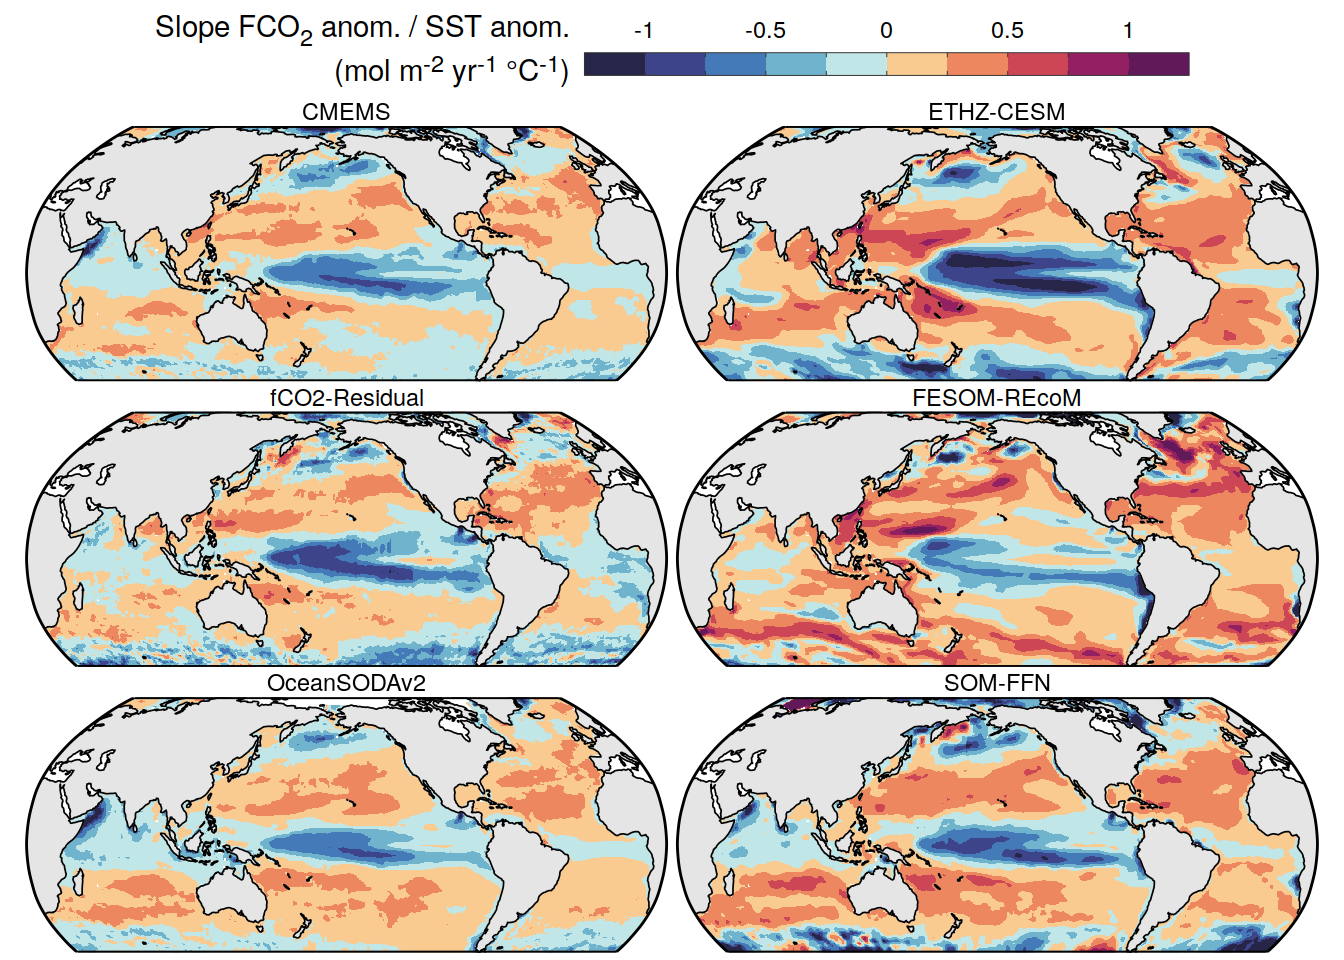 Slope FCO2 anom. / SST anom.
(mol m-2 yr-1 °C-1)
-1 -0.5 0 0.5 1
CMEMS
ETHZ-CESM
fCO2-Residual
FESOM-REcoM
OceanSODAv2
SOM-FFN